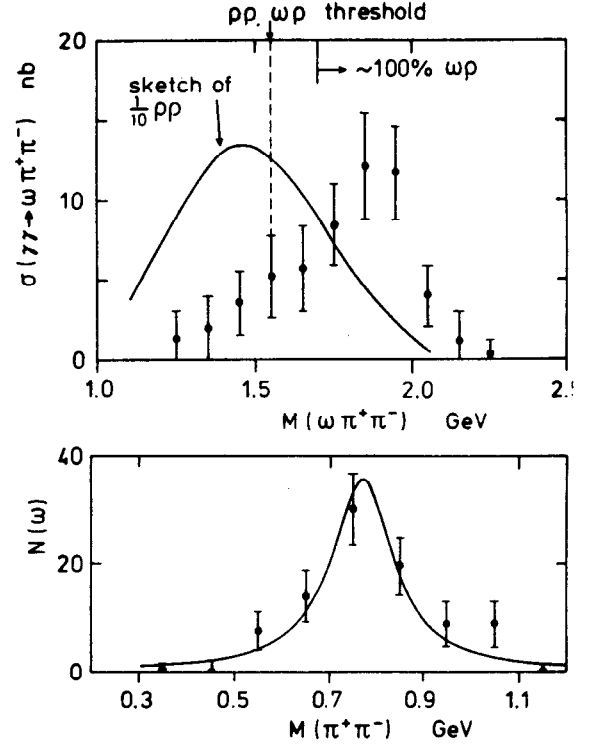 ρρ, ωρ threshold
20
~100% ωρ
sketch of
1/10 ρρ
σ(γγ→ωπ⁺π⁻) nb
10
0
1.0 1.5 2.0 2.5
M(ωπ⁺π⁻) GeV
40
N(ω)
20
0
0.3 0.5 0.7 0.9 1.1
M(π⁺π⁻) GeV